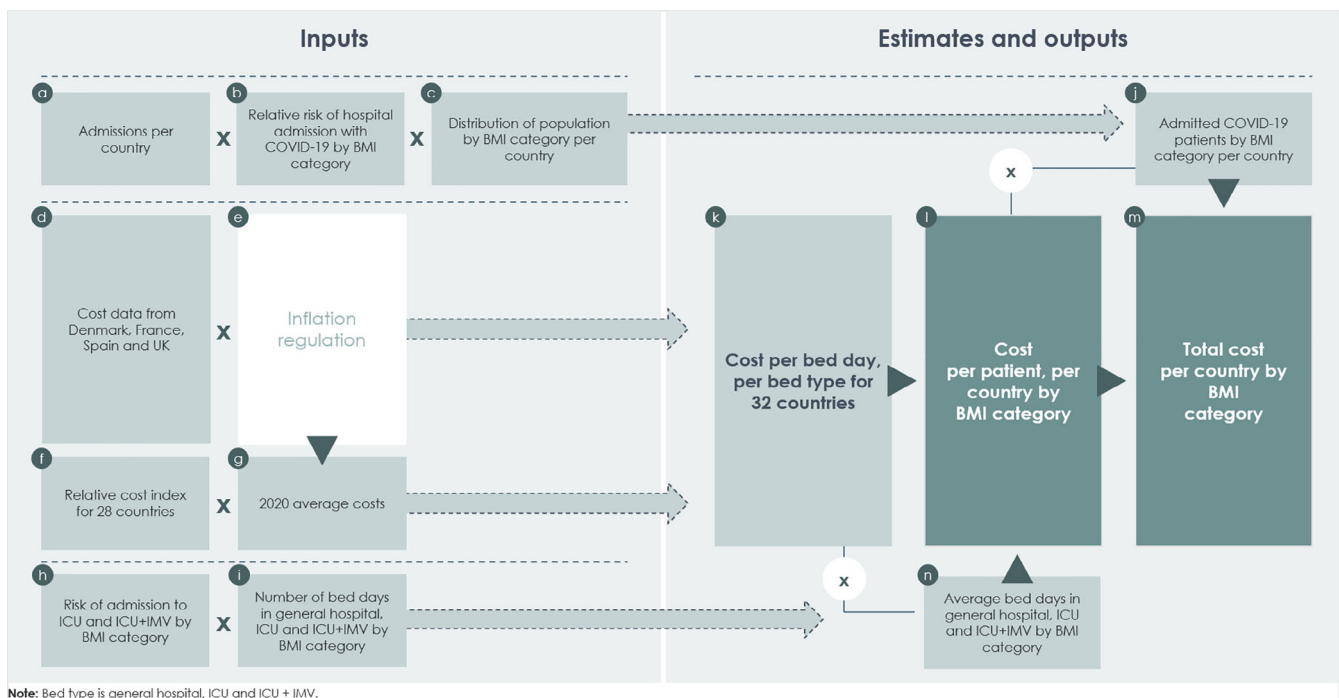 Inputs
Estimates and outputs
a
Admissions per
country
x
b
Relative risk of hospital
admission with
COVID-19 by BMI
category
x
c
Distribution of population
by BMI category per
country
j
Admitted COVID-19
patients by BMI
category per country
x
d
Cost data from
Denmark, France,
Spain and UK
x
e
Inflation
regulation
k
Cost per bed day,
per bed type for
32 countries
l
Cost
per patient, per
country by
BMI category
m
Total cost
per country by
BMI
category
f
Relative cost index
for 28 countries
x
g
2020 average costs
h
Risk of admission to
ICU and ICU+IMV by
BMI category
x
i
Number of bed days
in general hospital,
ICU and ICU+IMV by
BMI category
x
n
Average bed days in
general hospital, ICU
and ICU+IMV by BMI
category
Note: Bed type is general hospital, ICU and ICU + IMV.